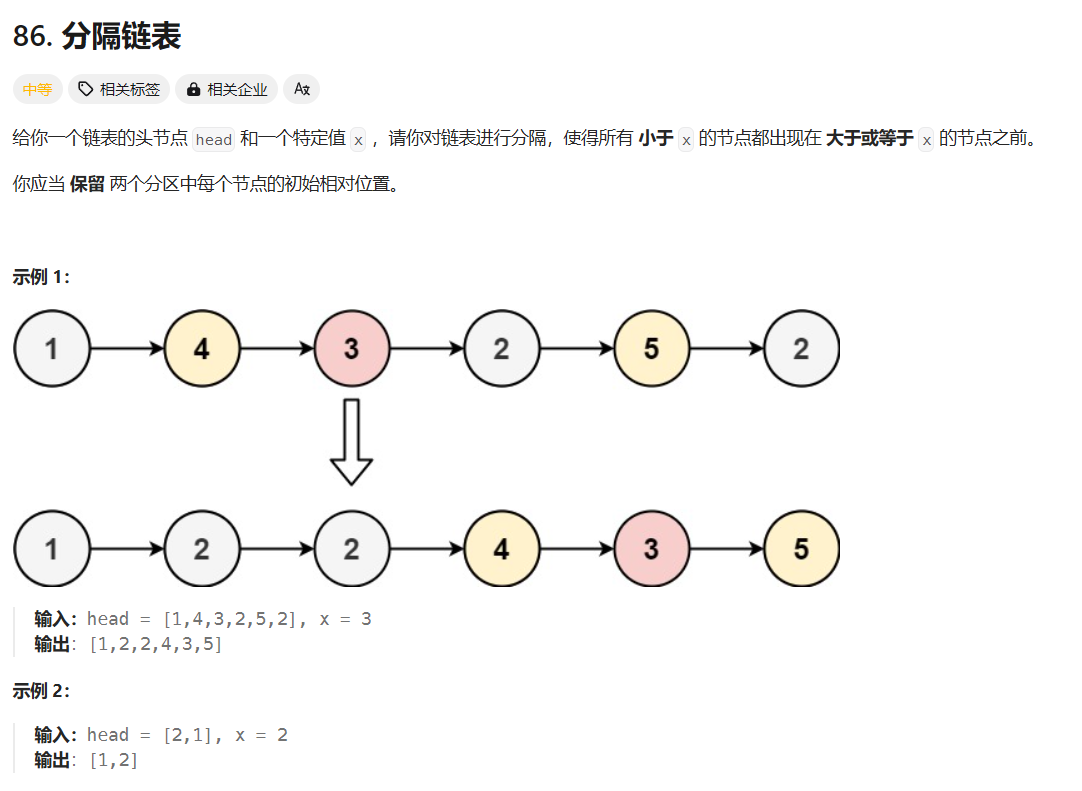 86. 分隔链表
中等 相关标签 相关企业 A文
给你一个链表的头节点 head 和一个特定值 x ，请你对链表进行分隔，使得所有 小于 x 的节点都出现在 大于或等于 x 的节点之前。
你应当 保留 两个分区中每个节点的初始相对位置。
示例 1：
1 4 3 2 5 2
1 2 2 4 3 5
输入：head = [1,4,3,2,5,2], x = 3
输出：[1,2,2,4,3,5]
示例 2：
输入：head = [2,1], x = 2
输出：[1,2]